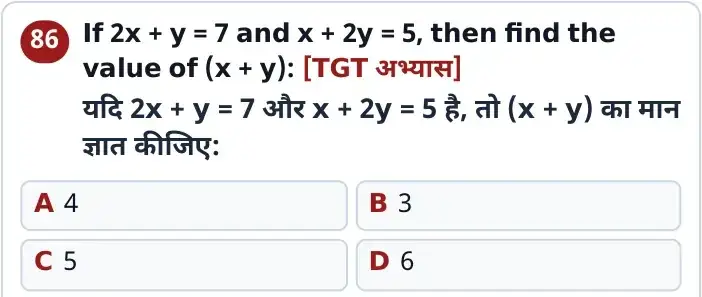 86 If 2x + y = 7 and x + 2y = 5, then find the
value of (x + y): [TGT अभ्यास]
यदि 2x + y = 7 और x + 2y = 5 है, तो (x + y) का मान
ज्ञात कीजिए:
A 4 B 3
C 5 D 6